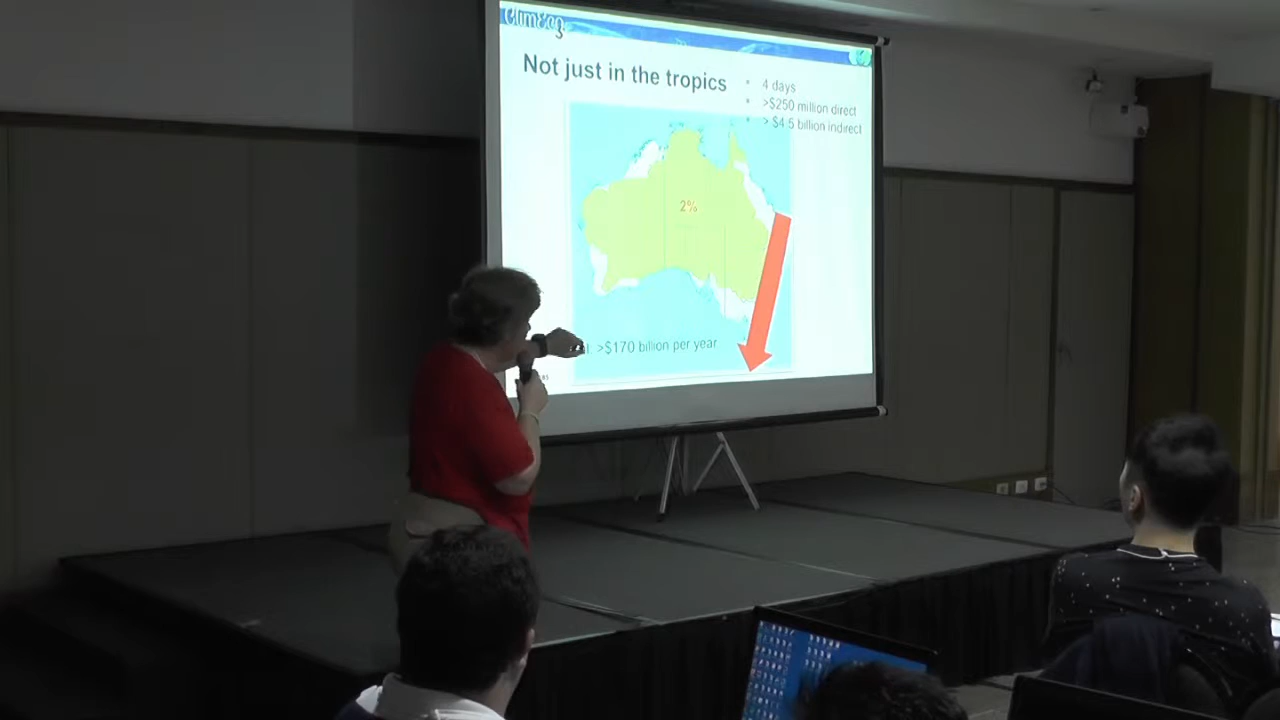 ClimEco
Not just in the tropics
• 4 days
• >$250 million direct
• > $4.5 billion indirect
2%
>$170 billion per year